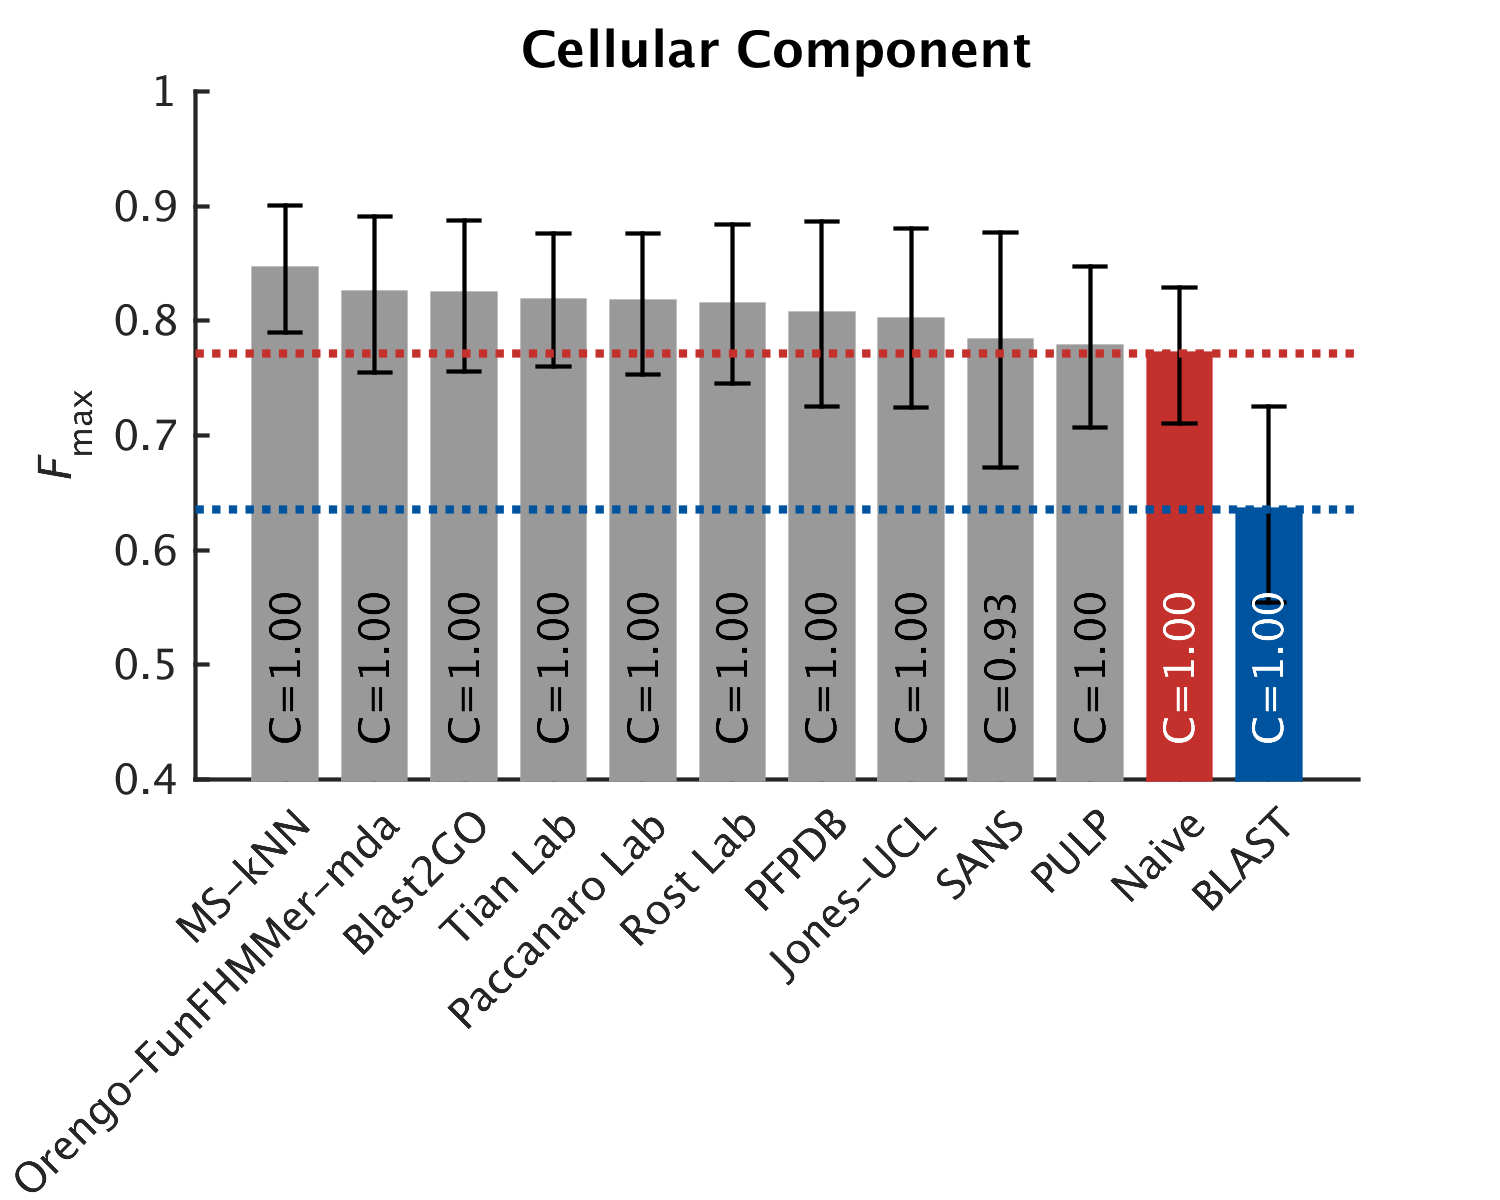 Cellular Component
1
0.9
0.8
0.7
0.6
0.5
0.4
Fmax
C=1.00
C=1.00
C=1.00
C=1.00
C=1.00
C=1.00
C=1.00
C=1.00
C=0.93
C=1.00
C=1.00
C=1.00
MS-kNN
Orengo-FunFHMMer-mda
Blast2GO
Tian Lab
Paccanaro Lab
Rost Lab
PFPDB
Jones-UCL
SANS
PULP
Naive
BLAST